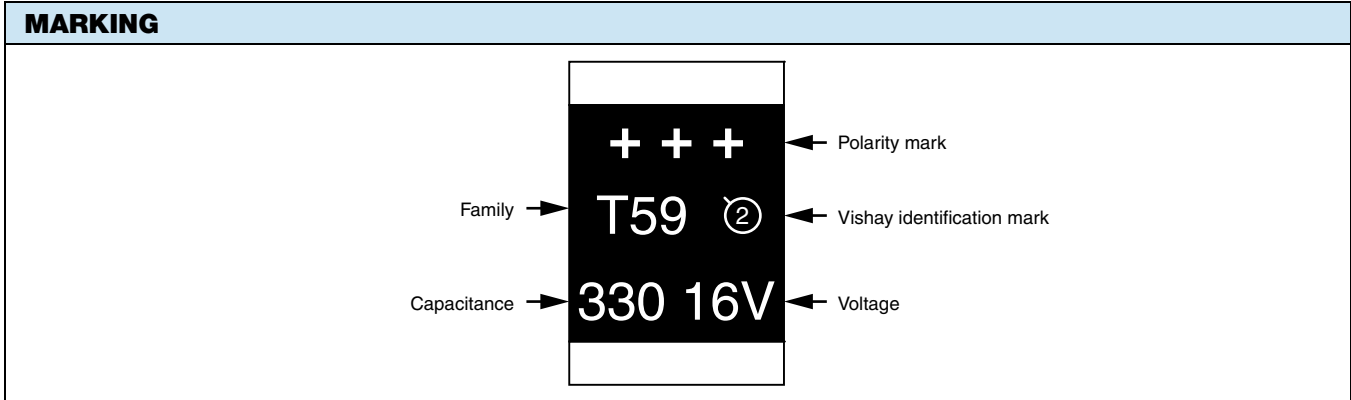 MARKING
+ + +
Polarity mark
Family
T59 2
Vishay identification mark
Capacitance
330 16V
Voltage